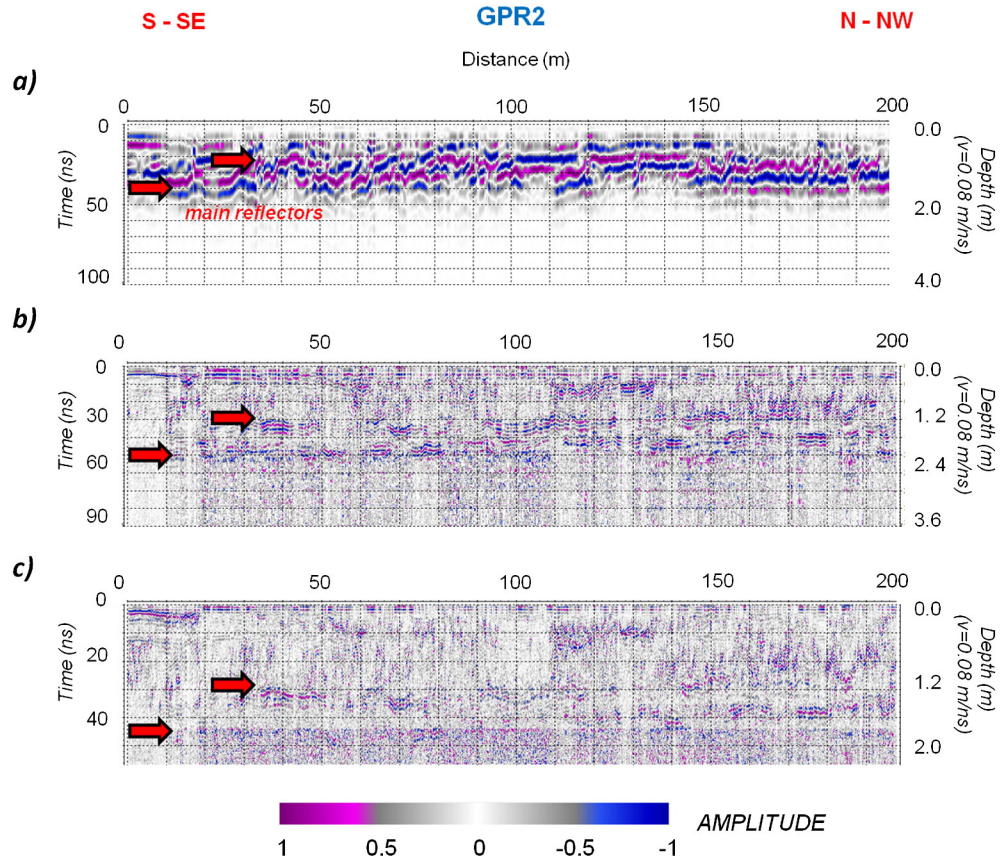 S - SE GPR2 N - NW
Distance (m)
a)
0 50 100 150 200
0 0.0
50 2.0
100 4.0
Time (ns)
Depth (m)
(v=0.08 m/ns)
main reflectors
b)
0 50 100 150 200
0 0.0
30 1.2
60 2.4
90 3.6
Time (ns)
Depth (m)
(v=0.08 m/ns)
c)
0 50 100 150 200
0 0.0
20
1.2
40
2.0
Time (ns)
Depth (m)
(v=0.08 m/ns)
AMPLITUDE
1 0.5 0 -0.5 -1